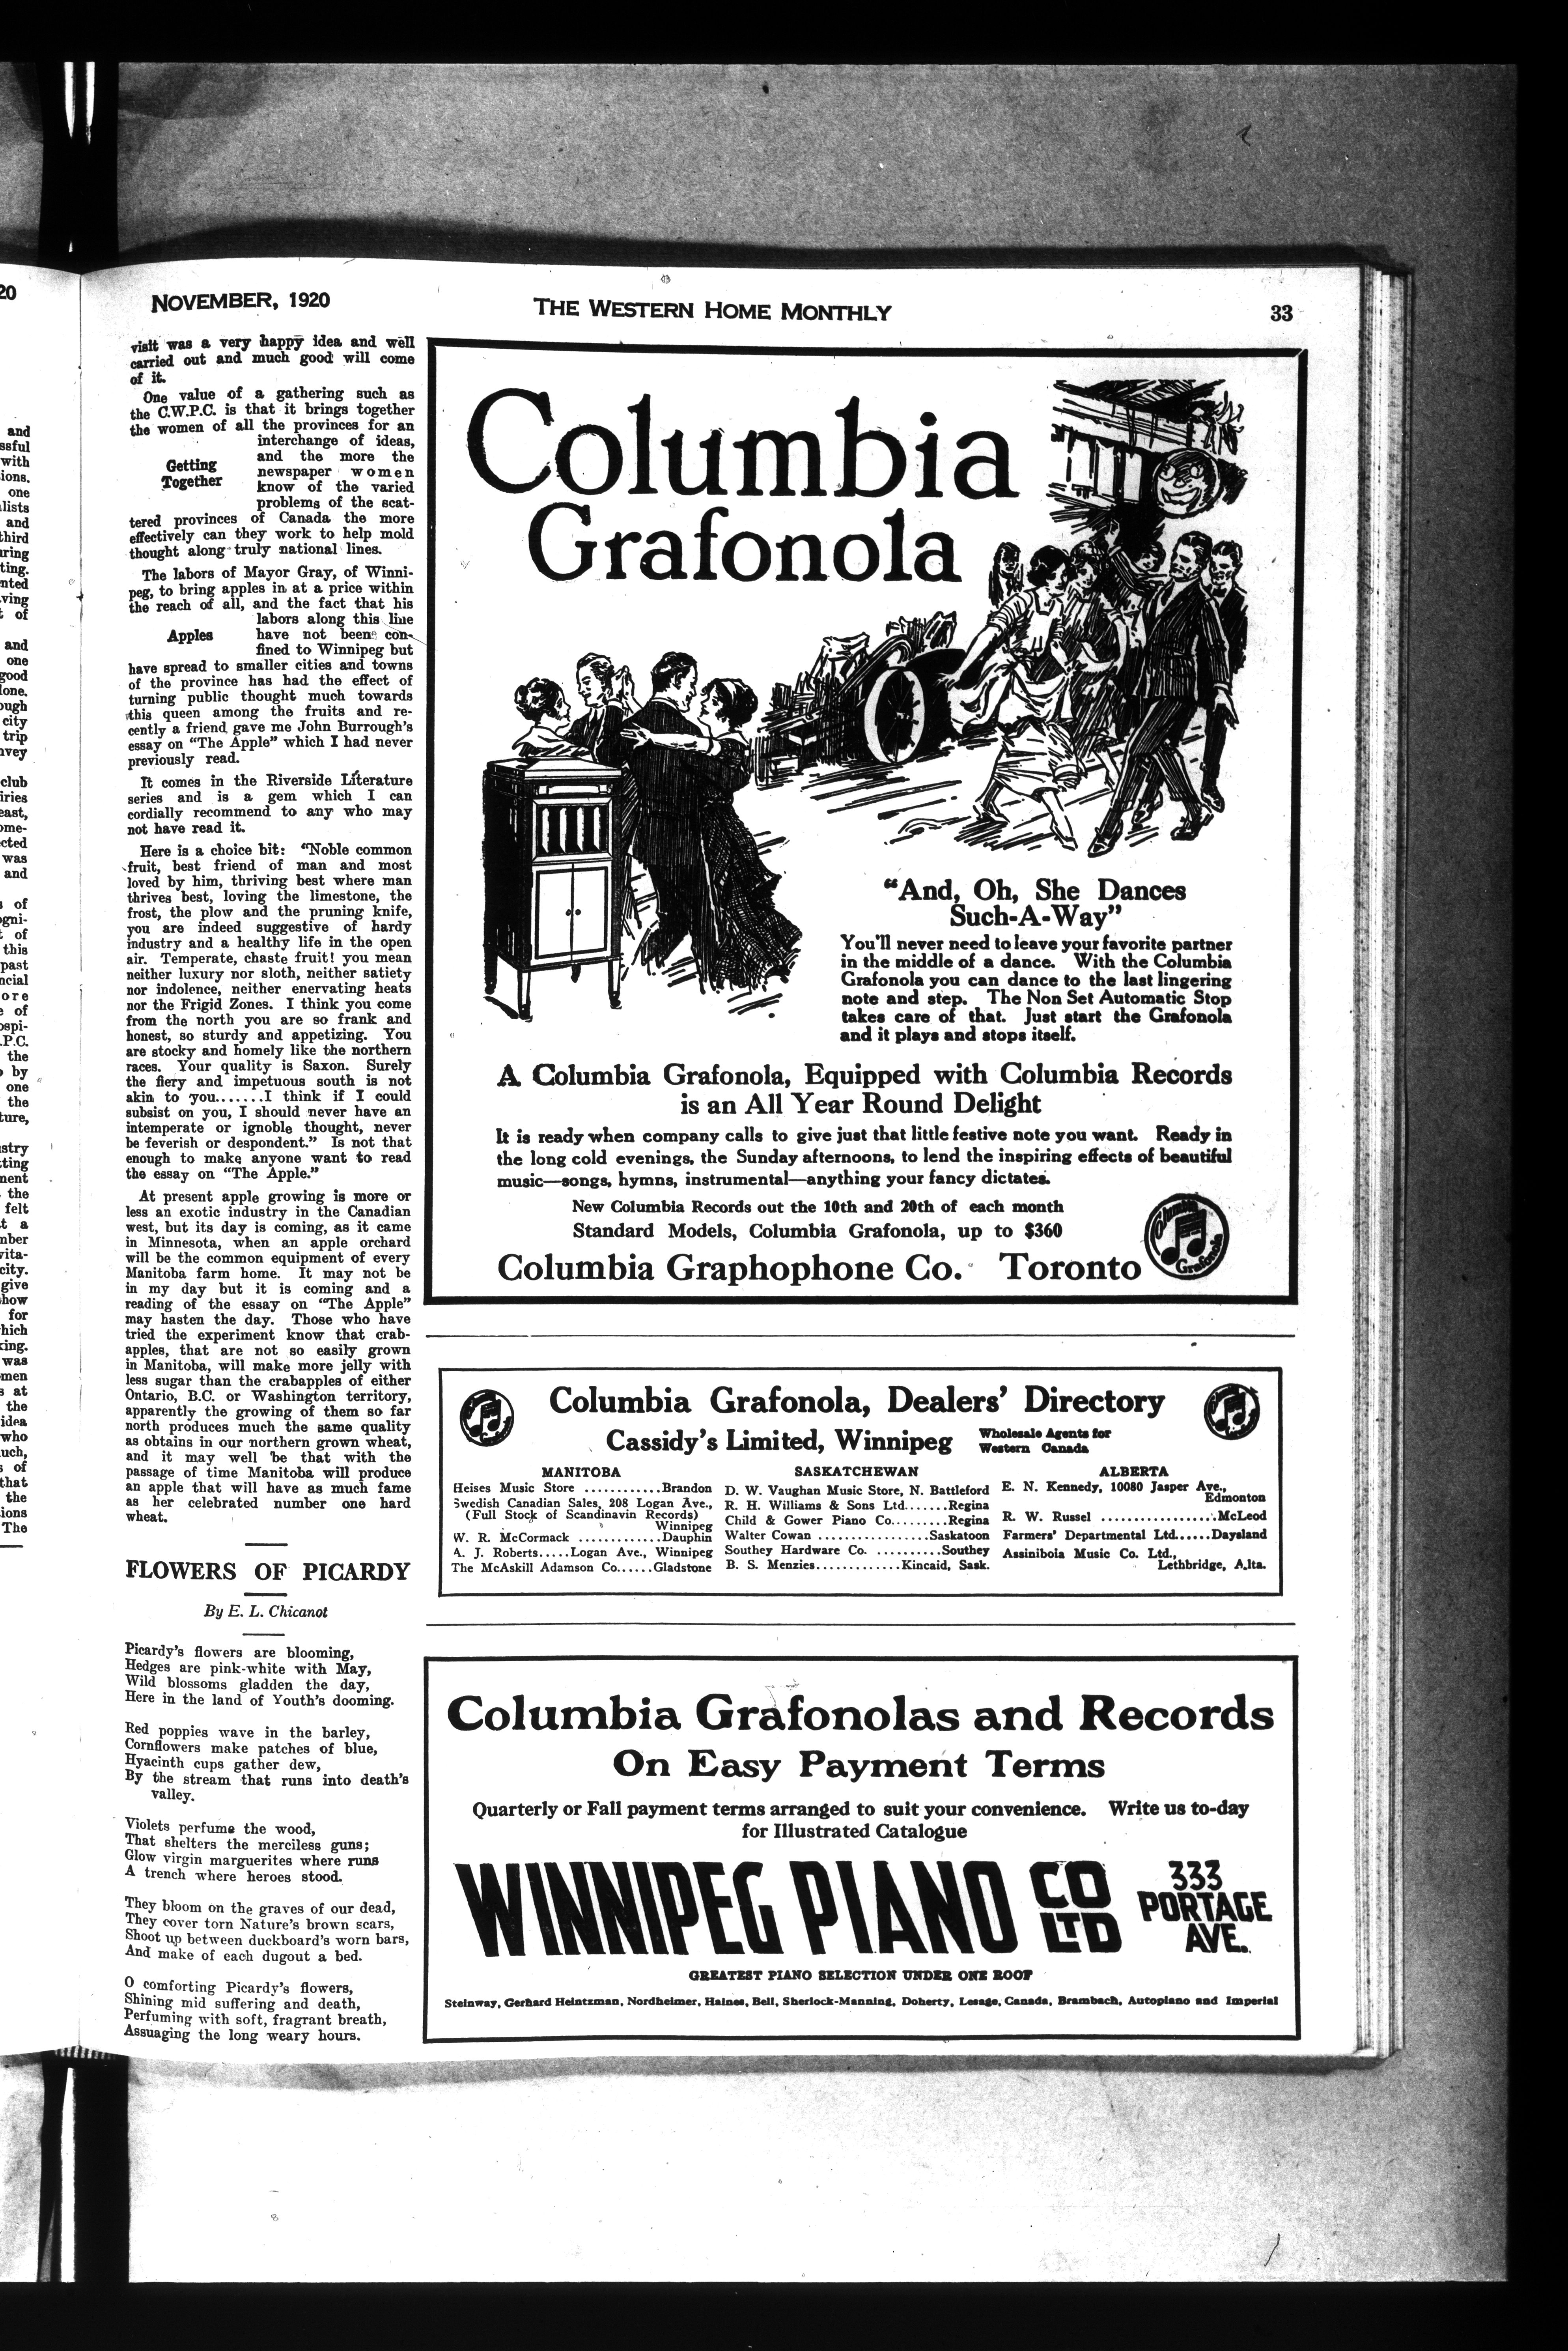 NOVEMBER, 1920
THE WESTERN HOME MONTHLY
33
visit was a very happy idea and well
carried out and much good will come
of it.
One value of a gathering such as
the C.W.P.C. is that it brings together
the women of all the provinces for an
interchange of ideas,
and the more the
newspaper women
know of the varied
problems of the scat-
Getting
Together
tered provinces of Canada the more
effectively can they work to help mold
thought along truly national lines.
The labors of Mayor Gray, of Winni-
peg, to bring apples in at a price within
the reach of all, and the fact that his
labors along this line
have not been con-
fined to Winnipeg but
Apples
have spread to smaller cities and towns
of the province has had the effect of
turning public thought much towards
this queen among the fruits and re-
cently a friend gave me John Burrough's
essay on "The Apple" which I had never
previously read.
It comes in the Riverside Literature
series and is a gem which I can
cordially recommend to any who may
not have read it.
Here is a choice bit: "Noble common
fruit, best friend of man and most
loved by him, thriving best where man
thrives best, loving the limestone, the
frost, the plow and the pruning knife,
you are indeed suggestive of hardy
industry and a healthy life in the open
air. Temperate, chaste fruit! you mean
neither luxury nor sloth, neither satiety
nor indolence, neither enervating heats
nor the Frigid Zones. I think you come
from the north you are so frank and
honest, so sturdy and appetizing. You
are stocky and homely like the northern
races. Your quality is Saxon. Surely
the fiery and impetuous south is not
akin to you.......I think if I could
subsist on you, I should never have an
intemperate or ignoble thought, never
be feverish or despondent." Is not that
enough to make anyone want to read
the essay on "The Apple."
At present apple growing is more or
less an exotic industry in the Canadian
west, but its day is coming, as it came
in Minnesota, when an apple orchard
will be the common equipment of every
Manitoba farm home. It may not be
in my day but it is coming and a
reading of the essay on "The Apple"
may hasten the day. Those who have
tried the experiment know that crab-
apples, that are not so easily grown
in Manitoba, will make more jelly with
less sugar than the crabapples of either
Ontario, B.C. or Washington territory,
apparently the growing of them so far
north produces much the same quality
as obtains in our northern grown wheat,
and it may well be that with the
passage of time Manitoba will produce
an apple that will have as much fame
as her celebrated number one hard
wheat.
FLOWERS OF PICARDY
By E. L. Chicanot
Picardy's flowers are blooming,
Hedges are pink-white with May,
Wild blossoms gladden the day,
Here in the land of Youth's dooming.
Red poppies wave in the barley,
Cornflowers make patches of blue,
Hyacinth cups gather dew,
By the stream that runs into death's
valley.
Violets perfume the wood,
That shelters the merciless guns;
Glow virgin marguerites where runs
A trench where heroes stood.
They bloom on the graves of our dead,
They cover torn Nature's brown scars,
Shoot up between duckboard's worn bars,
And make of each dugout a bed.
O comforting Picardy's flowers,
Shining mid suffering and death,
Perfuming with soft, fragrant breath,
Assuaging the long weary hours.
Columbia
Grafonola
"And, Oh, She Dances
Such-A-Way"
You'll never need to leave your favorite partner
in the middle of a dance. With the Columbia
Grafonola you can dance to the last lingering
note and step. The Non Set Automatic Stop
takes care of that. Just start the Grafonola
and it plays and stops itself.
A Columbia Grafonola, Equipped with Columbia Records
is an All Year Round Delight
It is ready when company calls to give just that little festive note you want. Ready in
the long cold evenings, the Sunday afternoons, to lend the inspiring effects of beautiful
music—songs, hymns, instrumental—anything your fancy dictates.
New Columbia Records out the 10th and 20th of each month
Standard Models, Columbia Grafonola, up to $360
Columbia Graphophone Co. Toronto
Columbia
Grafonola
Columbia Grafonola, Dealers' Directory
Cassidy's Limited, Winnipeg
Wholesale Agents for
Western Canada
MANITOBA
Heises Music Store ............Brandon
Swedish Canadian Sales, 208 Logan Ave.,
(Full Stock of Scandinavin Records)
Winnipeg
W. R. McCormack .............Dauphin
A. J. Roberts.....Logan Ave., Winnipeg
The McAskill Adamson Co......Gladstone
SASKATCHEWAN
D. W. Vaughan Music Store, N. Battleford
R. H. Williams & Sons Ltd.......Regina
Child & Gower Piano Co.........Regina
Walter Cowan .................Saskatoon
Southey Hardware Co. ..........Southey
B. S. Menzies.............Kincaid, Sask.
ALBERTA
E. N. Kennedy, 10080 Jasper Ave.,
Edmonton
R. W. Russel ..................McLeod
Farmers' Departmental Ltd......Daysland
Assiniboia Music Co. Ltd.,
Lethbridge, Alta.
Columbia Grafonolas and Records
On Easy Payment Terms
Quarterly or Fall payment terms arranged to suit your convenience. Write us to-day
for Illustrated Catalogue
WINNIPEG PIANO CO LTD
333
PORTAGE
AVE.
GREATEST PIANO SELECTION UNDER ONE ROOF
Steinway, Gerhard Heintzman, Nordheimer, Haines, Bell, Sherlock-Manning, Doherty, Lesage, Canada, Brambach, Autopiano and Imperial